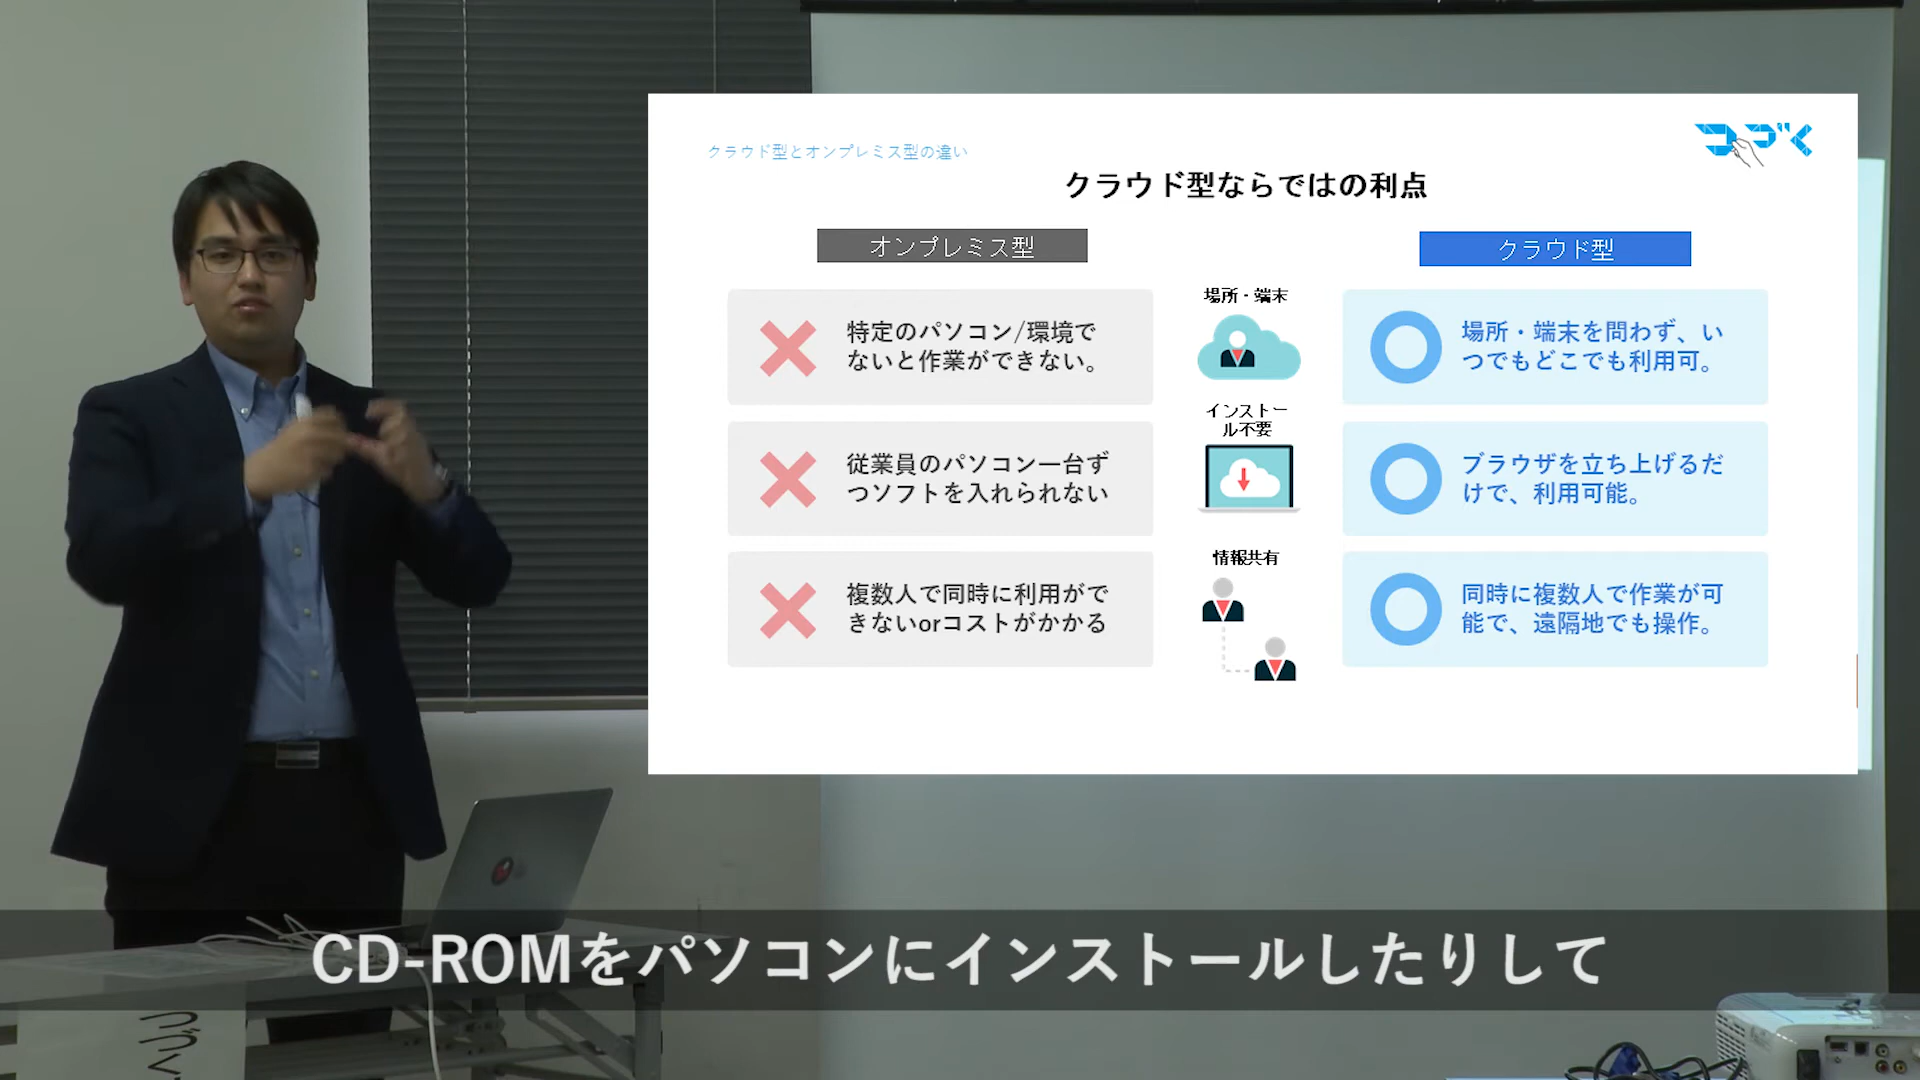 クラウド型とオンプレミス型の違い
つづく
クラウド型ならではの利点
オンプレミス型
クラウド型
特定のパソコン/環境で
ないと作業ができない。
場所・端末
場所・端末を問わず、い
つでもどこでも利用可。
従業員のパソコン一台ず
つソフトを入れられない
インストー
ル不要
ブラウザを立ち上げるだ
けで、利用可能。
複数人で同時に利用がで
きないorコストがかかる
情報共有
同時に複数人で作業が可
能で、遠隔地でも操作。
CD-ROMをパソコンにインストールしたりして
つづく